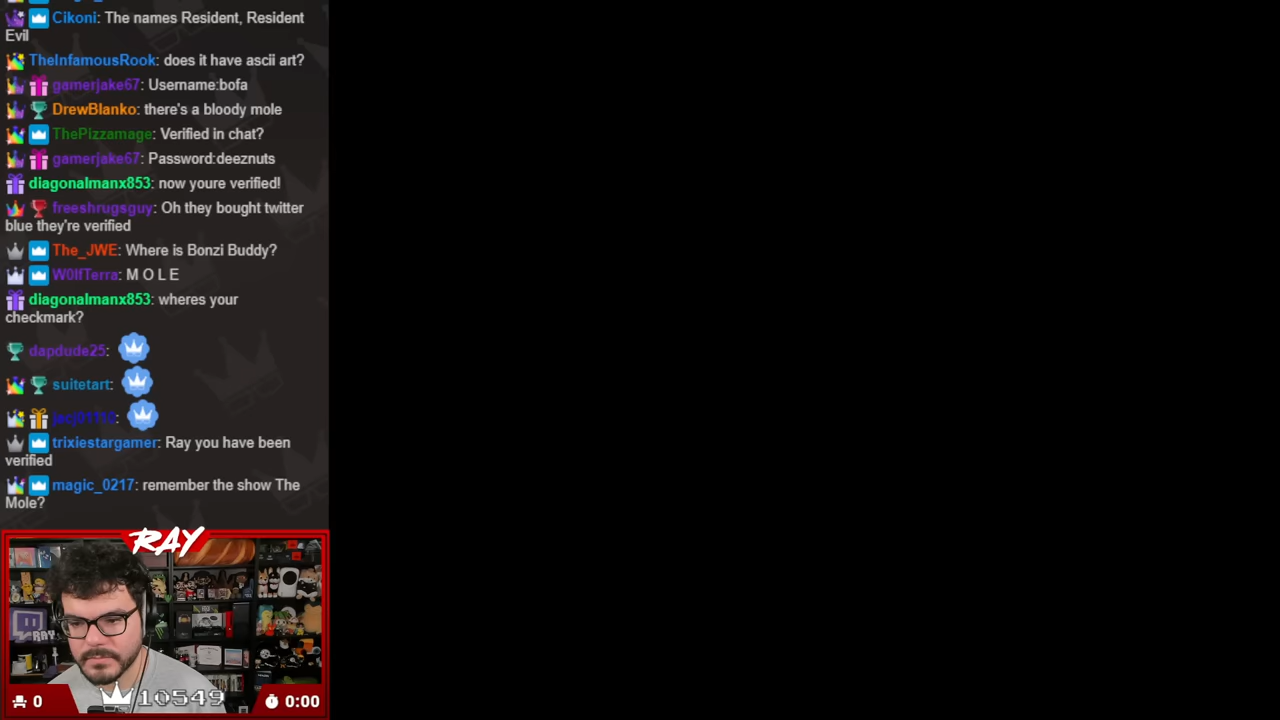 Cikoni: The names Resident, Resident
Evil
TheInfamousRook: does it have ascii art?
gamerjake67: Username:bofa
DrewBlanko: there's a bloody mole
ThePizzamage: Verified in chat?
gamerjake67: Password:deeznuts
diagonalmanx853: now youre verified!
freeshrugsguy: Oh they bought twitter
blue they're verified
The_JWE: Where is Bonzi Buddy?
W0lfTerra: M O L E
diagonalmanx853: wheres your
checkmark?
dapdude25:
suitetart:
trixiestargamer: Ray you have been
verified
magic_0217: remember the show The
Mole?
RAY
RAY
0
10549
0:00